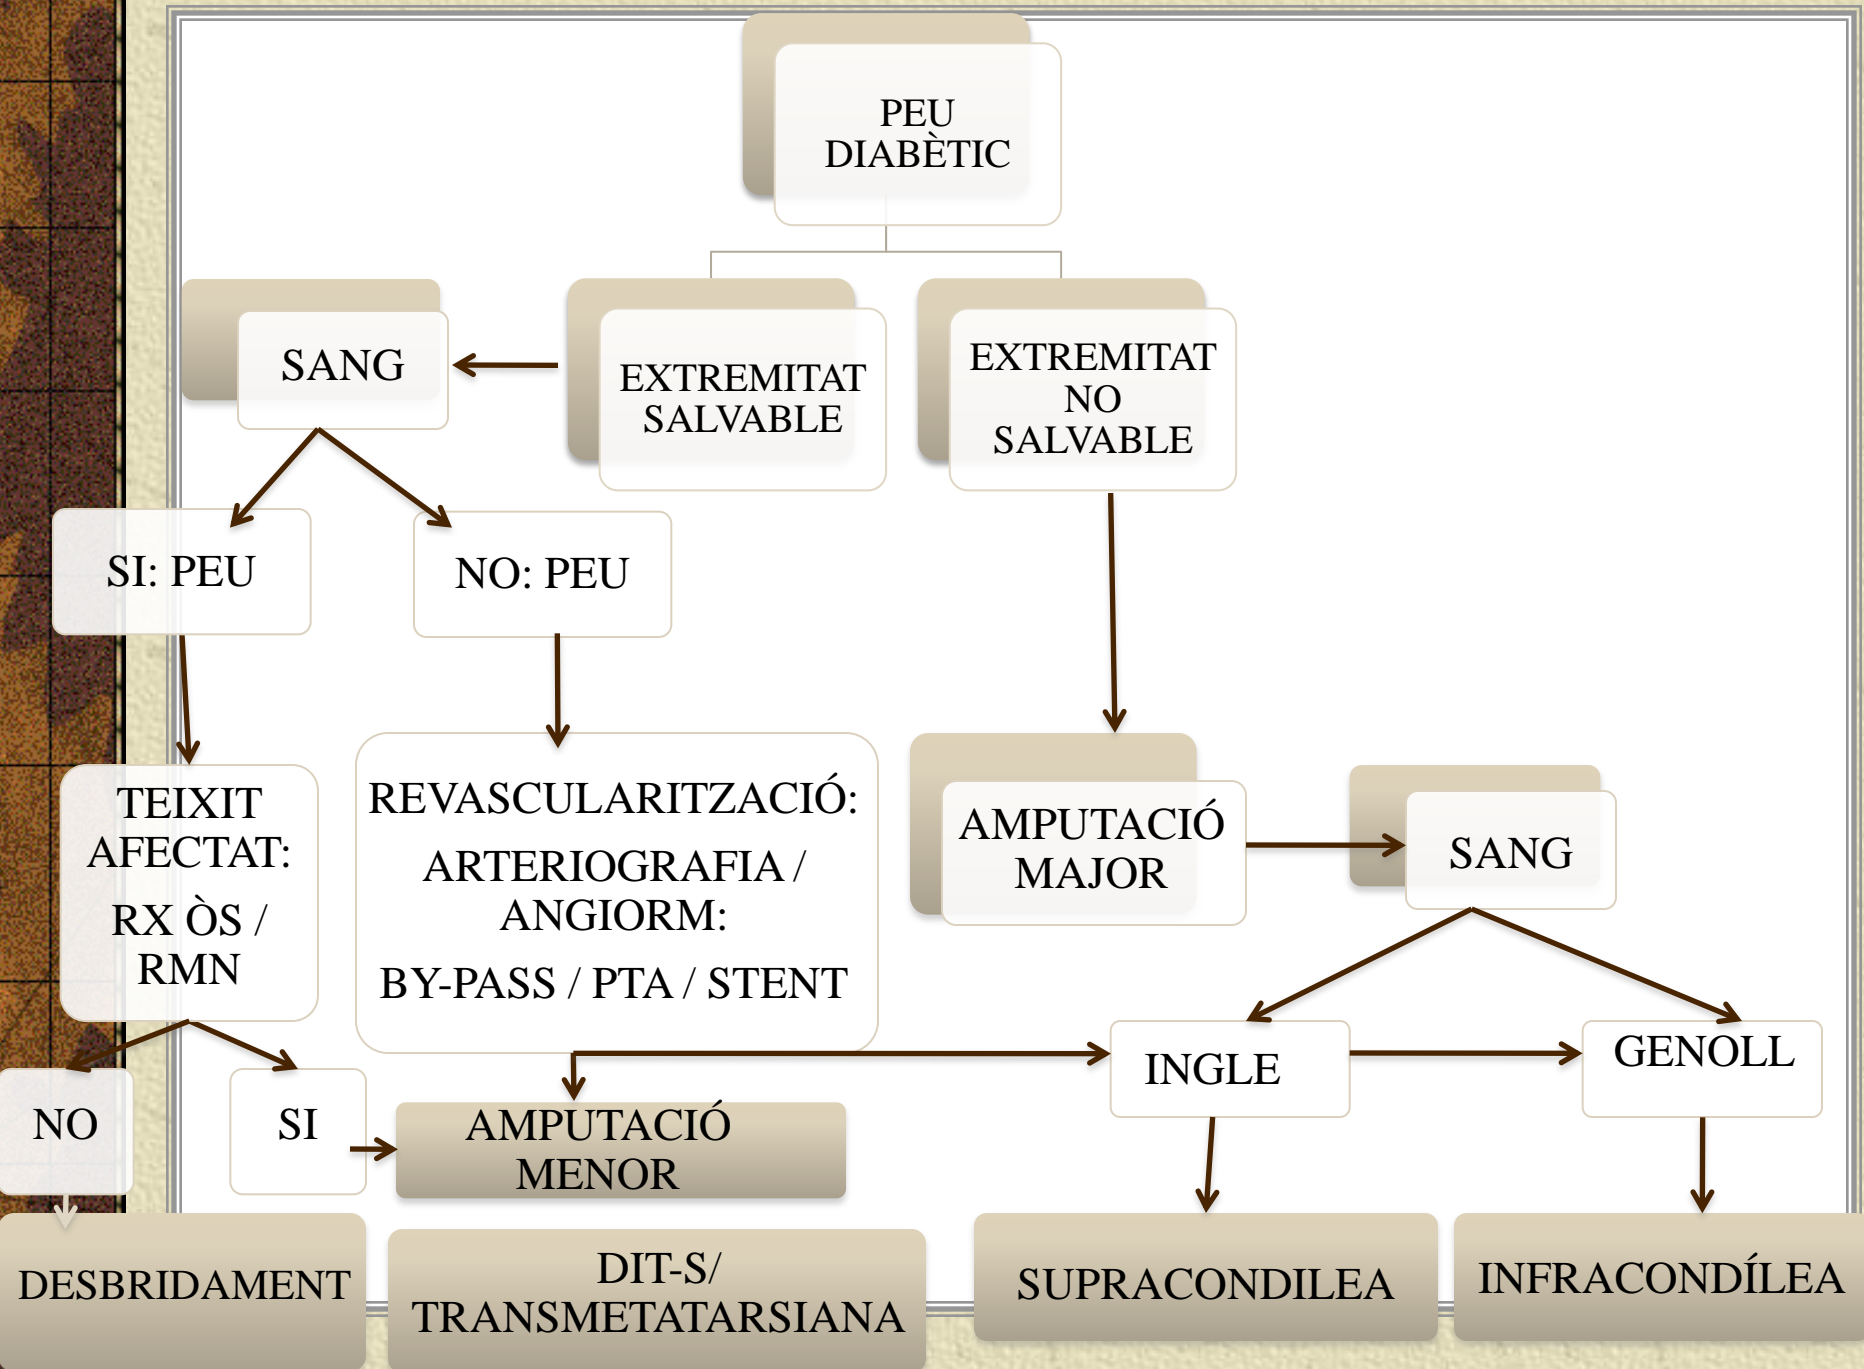 PEU
DIABÈTIC
SANG
EXTREMITAT
SALVABLE
EXTREMITAT
NO
SALVABLE
SI: PEU
NO: PEU
TEIXIT
AFECTAT:
RX ÒS /
RMN
REVASCULARITZACIÓ:
ARTERIOGRAFIA /
ANGIORM:
BY-PASS / PTA / STENT
AMPUTACIÓ
MAJOR
SANG
INGLE
GENOLL
NO
SI
AMPUTACIÓ
MENOR
DESBRIDAMENT
DIT-S/
TRANSMETATARSIANA
SUPRACONDILEA
INFRACONDÍLEA